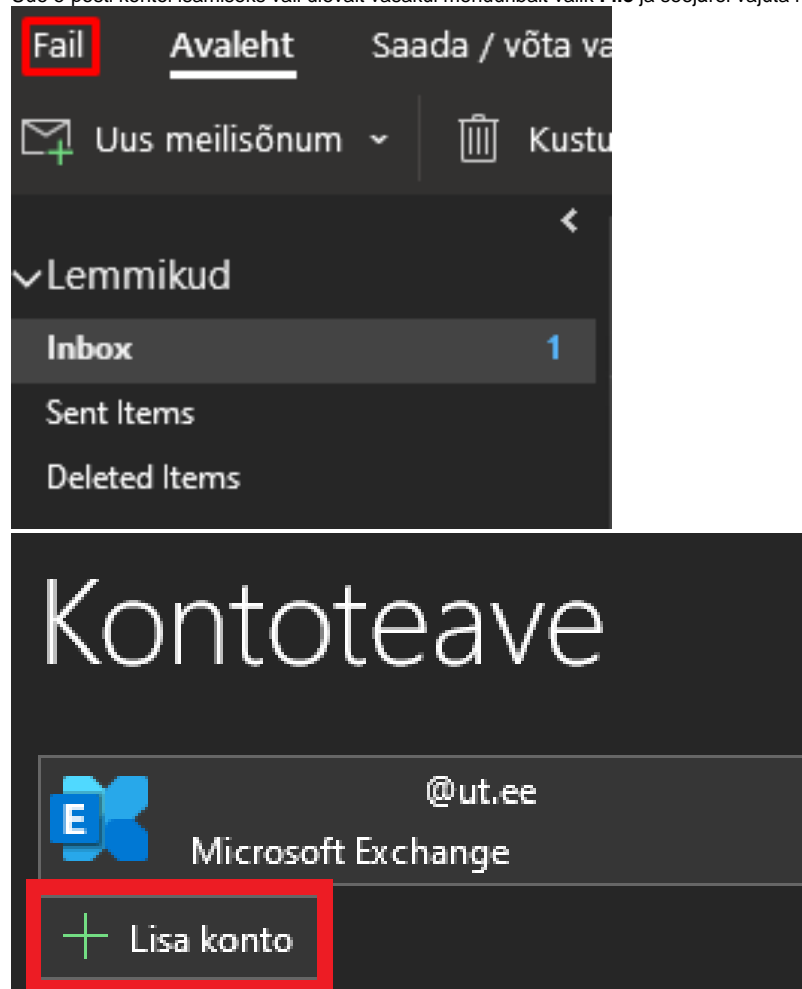 Fail Avaleht Saada / võta va
Uus meilisõnum Kustu
Lemmikud
Inbox 1
Sent Items
Deleted Items
Kontoteave
@ut.ee
E
Microsoft Exchange
Lisa konto